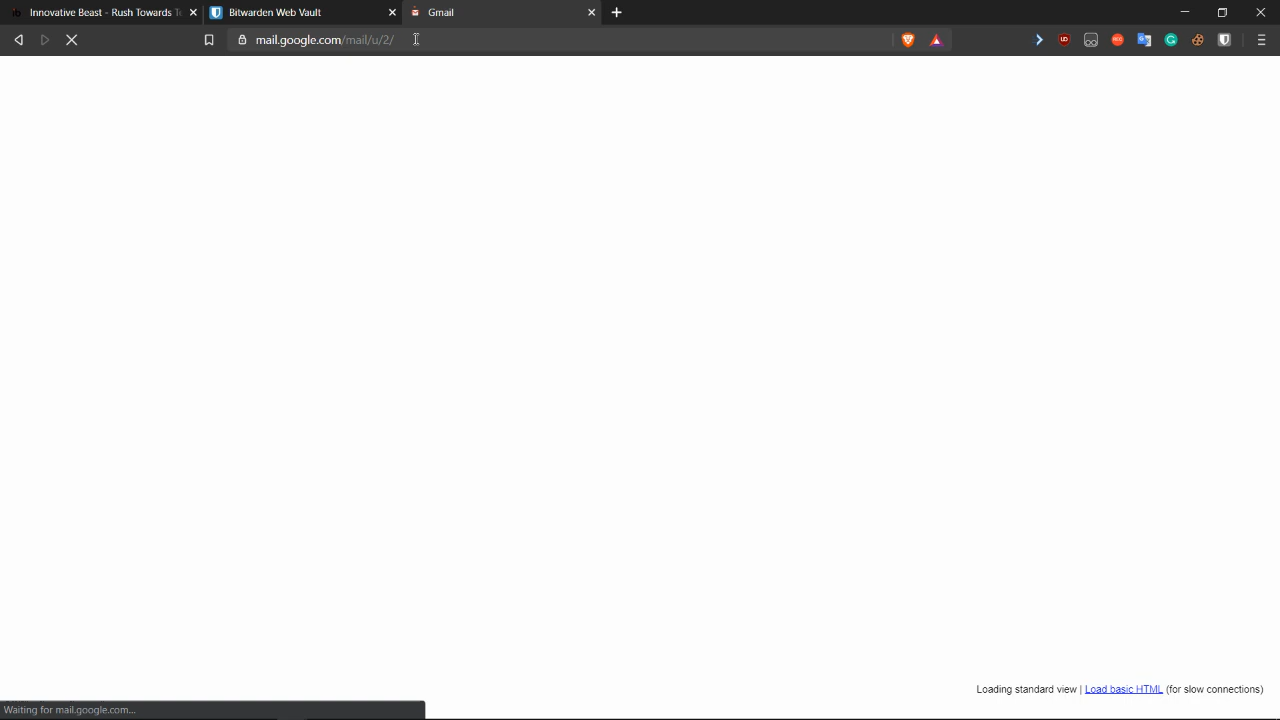 Innovative Beast - Rush Towards Te
Bitwarden Web Vault
Gmail
mail.google.com/mail/u/2/
Loading standard view | Load basic HTML (for slow connections)
Waiting for mail.google.com...